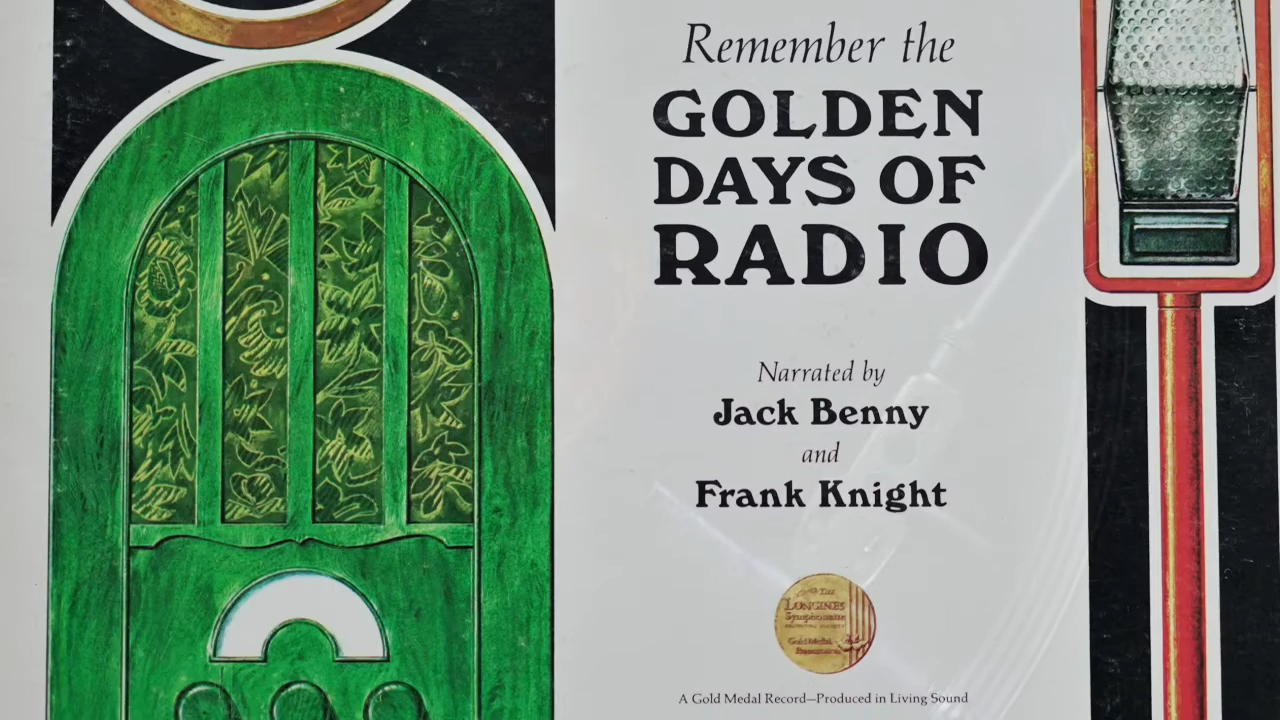 Remember the
GOLDEN
DAYS OF
RADIO
Narrated by
Jack Benny
and
Frank Knight
THE
LONGINES
Symphonette
Gold Medal
A Gold Medal Record—Produced in Living Sound